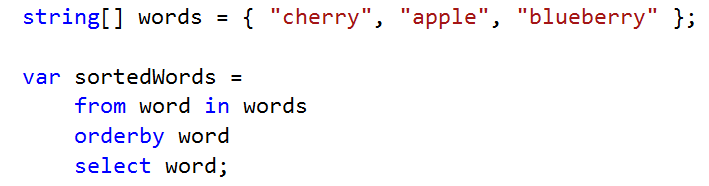 string[] words = { "cherry", "apple", "blueberry" };
var sortedWords =
from word in words
orderby word
select word;